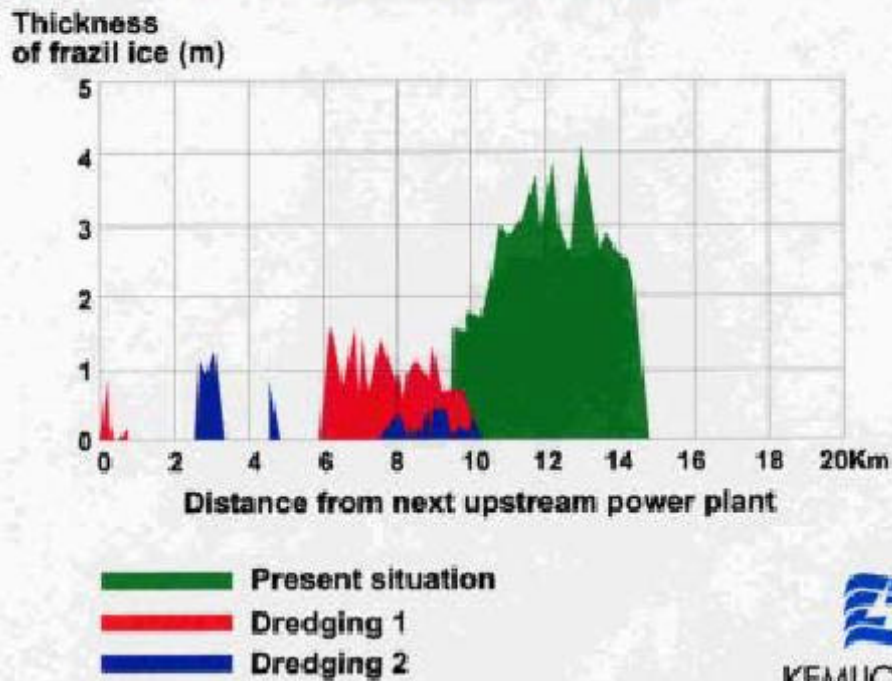 Thickness
of frazil ice (m)
5
4
3
2
1
0
0 2 4 6 8 10 12 14 16 18 20Km
Distance from next upstream power plant
Present situation
Dredging 1
Dredging 2